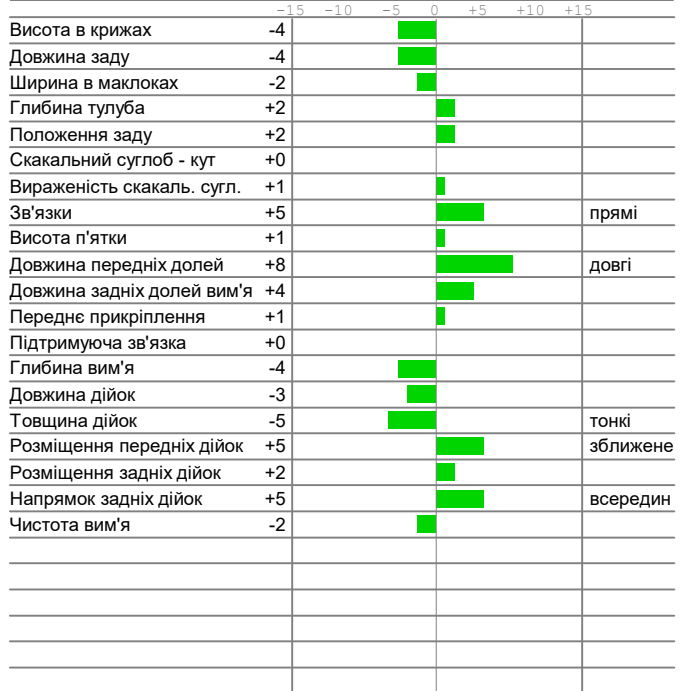 -15 -10 -5 0 +5 +10 +15
Висота в крижах -4
Довжина заду -4
Ширина в маклоках -2
Глибина тулуба +2
Положення заду +2
Скакальний суглоб - кут +0
Вираженість скакаль. сугл. +1
Зв'язки +5 прямі
Висота п'ятки +1
Довжина передніх долей +8 довгі
Довжина задніх долей вим'я +4
Переднє прикріплення +1
Підтримуюча зв'язка +0
Глибина вим'я -4
Довжина дійок -3
Товщина дійок -5 тонкі
Розміщення передніх дійок +5 зближене
Розміщення задніх дійок +2
Напрямок задніх дійок +5 всередин
Чистота вим'я -2